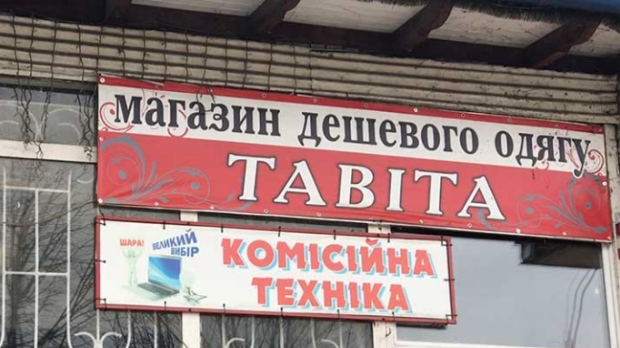 магазин дешевого одягу
ТАВІТА
ШАРА!
ВЕЛИКИЙ
ВИБІР
КОМІСІЙНА
ТЕХНІКА